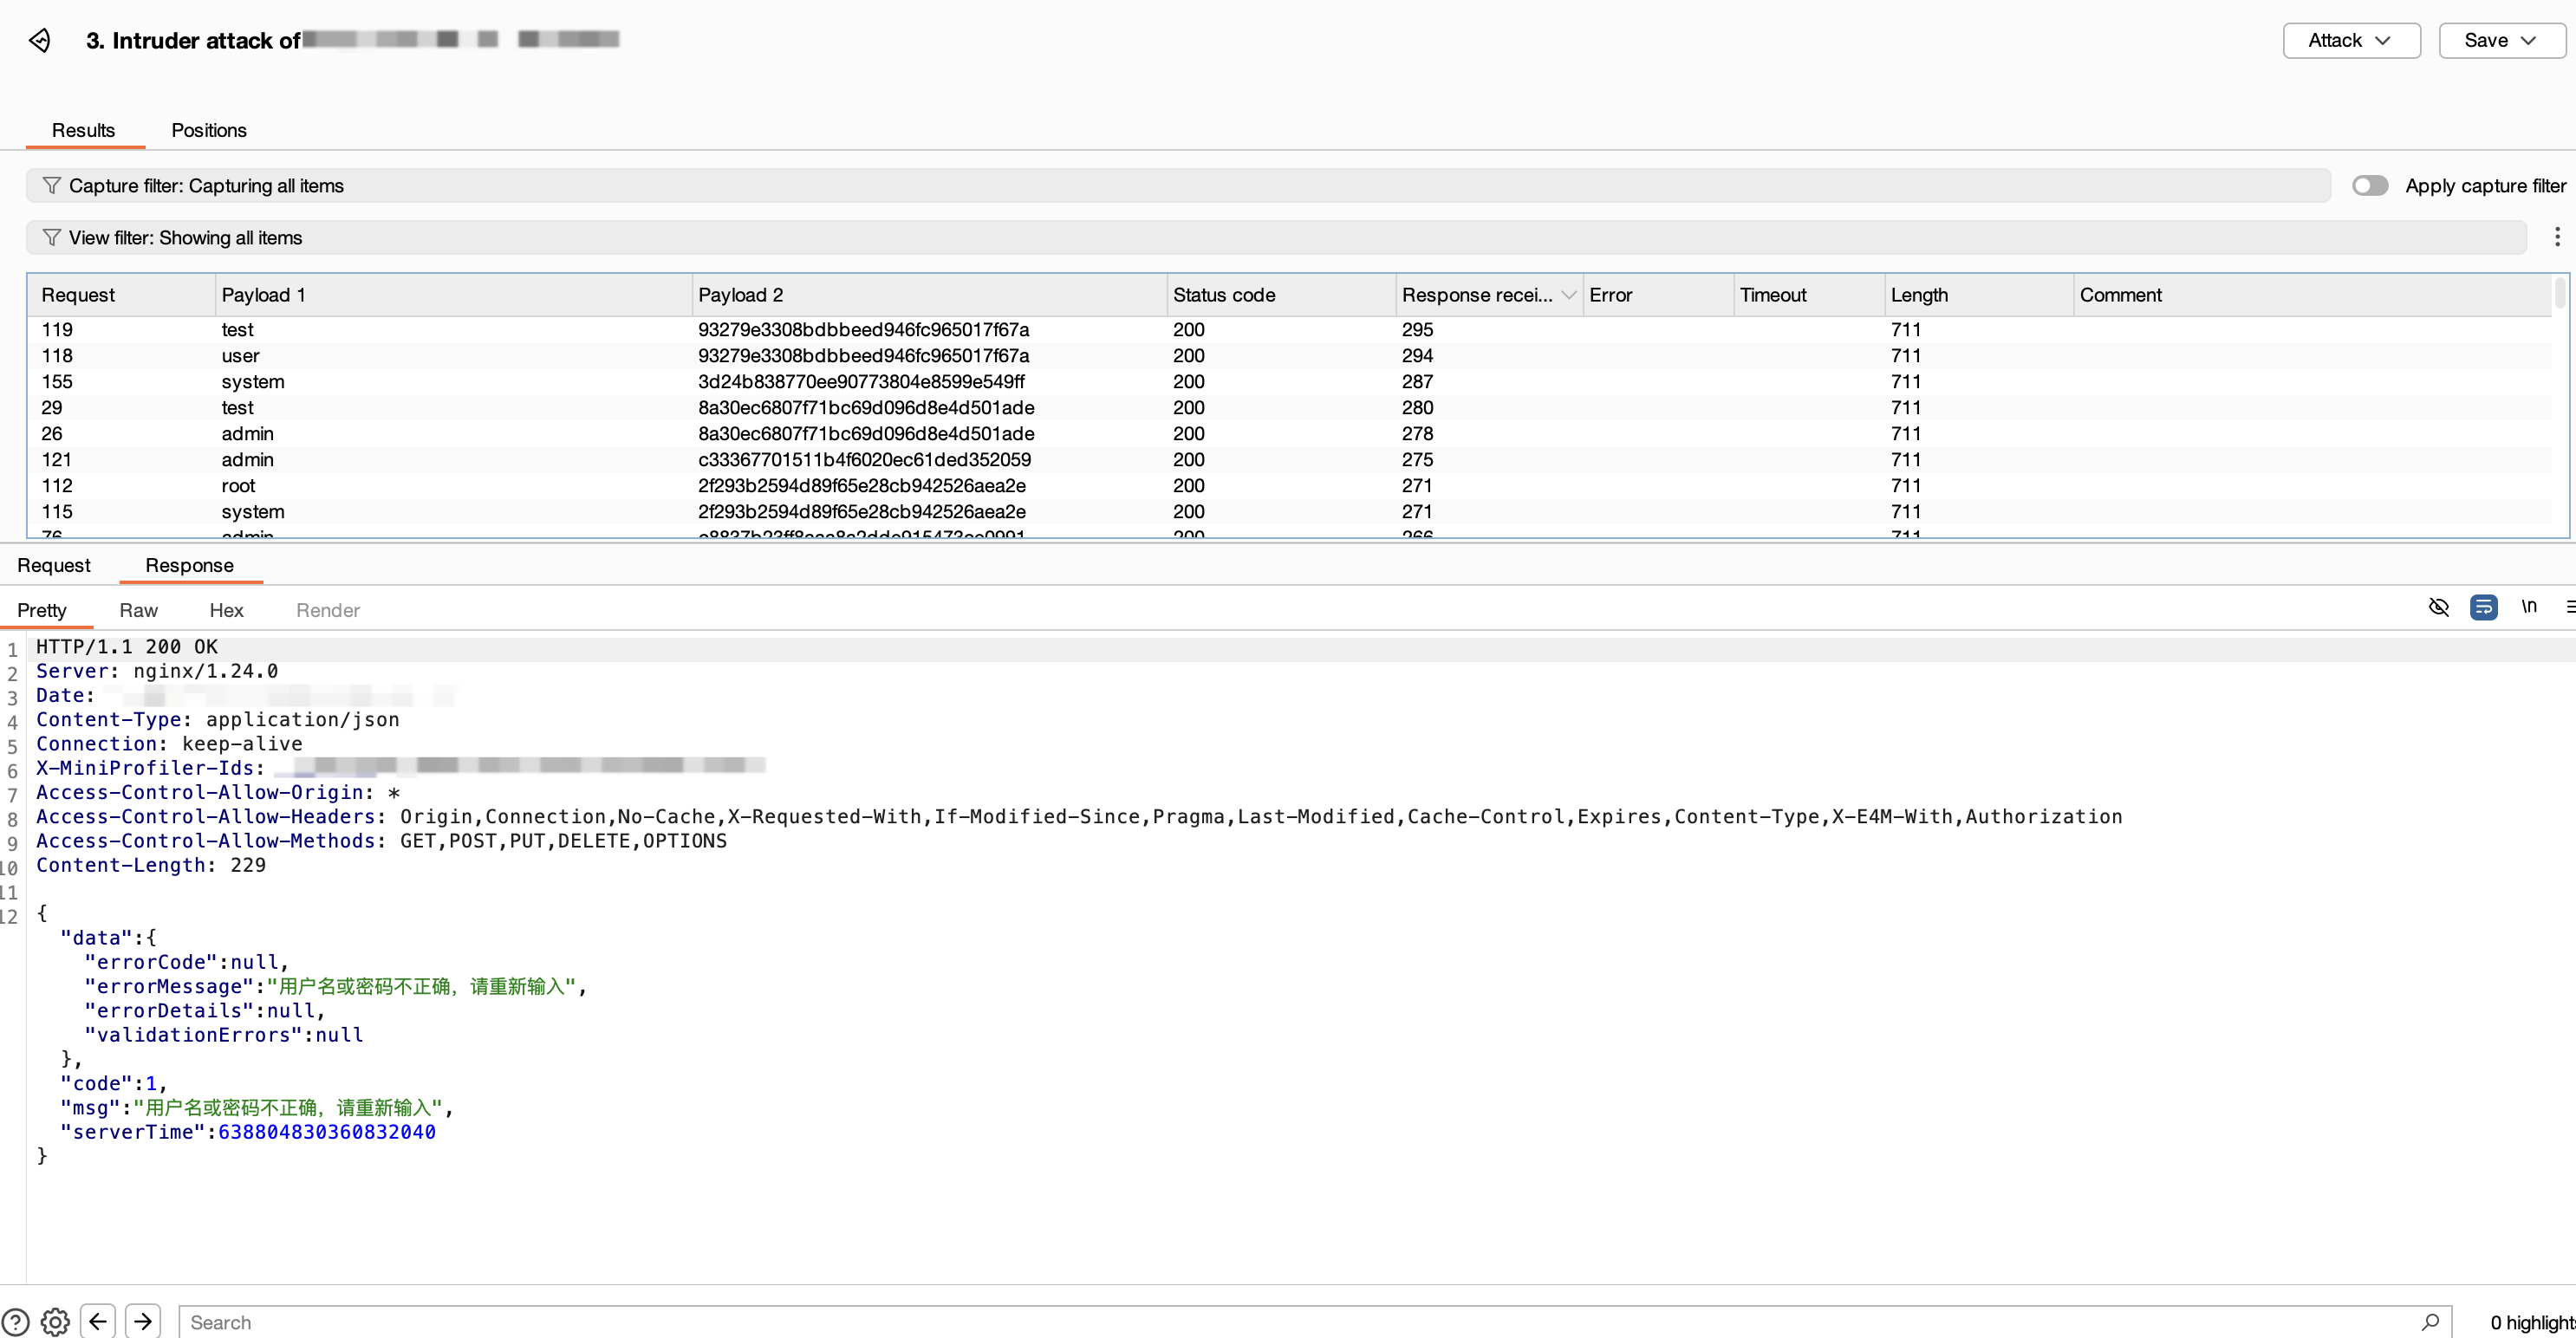 3. Intruder attack of
Attack
Save
Results Positions
Capture filter: Capturing all items
Apply capture filter
View filter: Showing all items
Request Payload 1 Payload 2 Status code Response recei... Error Timeout Length Comment
119 test 93279e3308bdbbeed946fc965017f67a 200 295 711
118 user 93279e3308bdbbeed946fc965017f67a 200 294 711
155 system 3d24b838770ee90773804e8599e549ff 200 287 711
29 test 8a30ec6807f71bc69d096d8e4d501ade 200 280 711
26 admin 8a30ec6807f71bc69d096d8e4d501ade 200 278 711
121 admin c33367701511b4f6020ec61ded352059 200 275 711
112 root 2f293b2594d89f65e28cb942526aea2e 200 271 711
115 system 2f293b2594d89f65e28cb942526aea2e 200 271 711
76 admin 200 266 711
Request Response
Pretty Raw Hex Render
\n
1 HTTP/1.1 200 OK
2 Server: nginx/1.24.0
3 Date:
4 Content-Type: application/json
5 Connection: keep-alive
6 X-MiniProfiler-Ids:
7 Access-Control-Allow-Origin: *
8 Access-Control-Allow-Headers: Origin,Connection,No-Cache,X-Requested-With,If-Modified-Since,Pragma,Last-Modified,Cache-Control,Expires,Content-Type,X-E4M-With,Authorization
9 Access-Control-Allow-Methods: GET,POST,PUT,DELETE,OPTIONS
10 Content-Length: 229
11
12 {
"data":{
"errorCode":null,
"errorMessage":"用户名或密码不正确，请重新输入",
"errorDetails":null,
"validationErrors":null
},
"code":1,
"msg":"用户名或密码不正确，请重新输入",
"serverTime":638804830360832040
}
Search
0 highlight